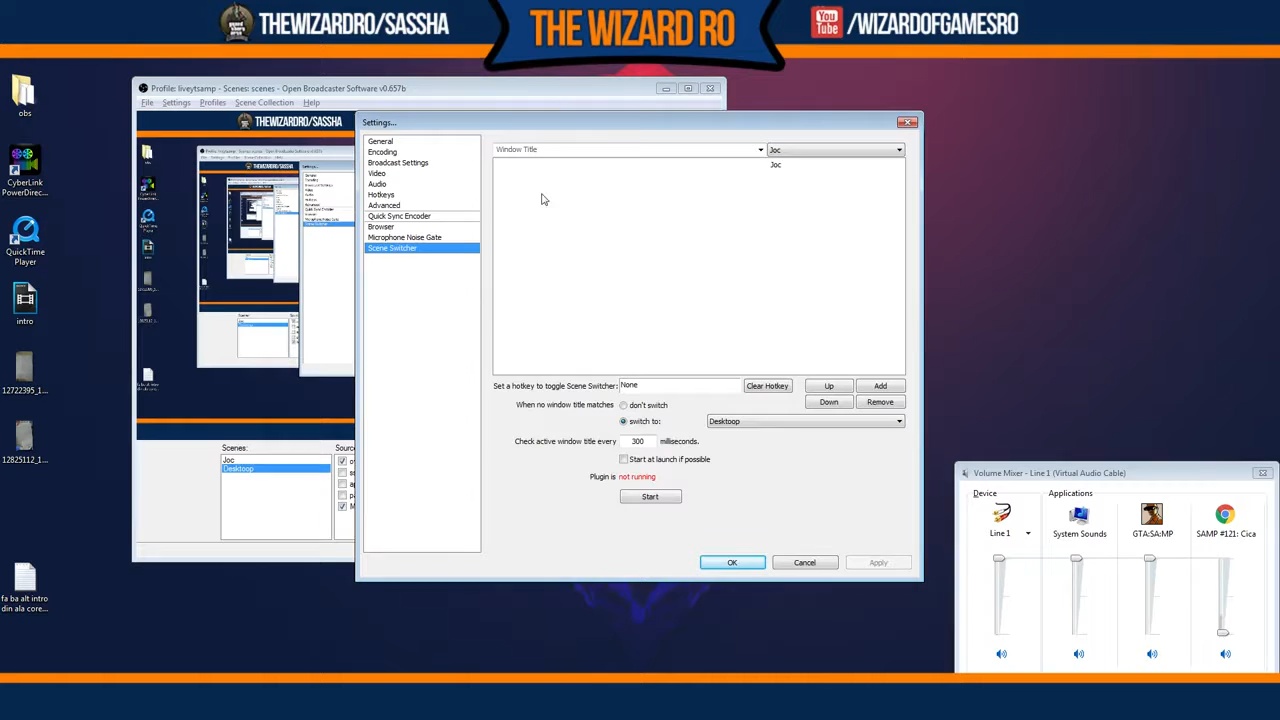 THEWIZARDRO/SASSHA
THE WIZARD RO
You Tube /WIZARDOFGAMESRO
obs
CyberLink
PowerDirec...
QuickTime
Player
intro
12722395_1...
12825112_1...
fa ba alt intro
din ala core...
Profile: liveytsamp - Scenes: scenes - Open Broadcaster Software v0.657b
File Settings Profiles Scene Collection Help
THEWIZARDRO/SASSHA
Scenes:
Joc
Desktoop
Settings...
General
Encoding
Broadcast Settings
Video
Audio
Hotkeys
Advanced
Quick Sync Encoder
Browser
Microphone Noise Gate
Scene Switcher
Window Title
Joc
Joc
Set a hotkey to toggle Scene Switcher: None
Clear Hotkey
Up
Add
When no window title matches
don't switch
Down
Remove
switch to:
Desktoop
Check active window title every 300 milliseconds.
Start at launch if possible
Plugin is not running
Start
OK
Cancel
Apply
Volume Mixer - Line 1 (Virtual Audio Cable)
Device
Applications
Line 1
System Sounds
GTA:SA:MP
SAMP #121: Cica